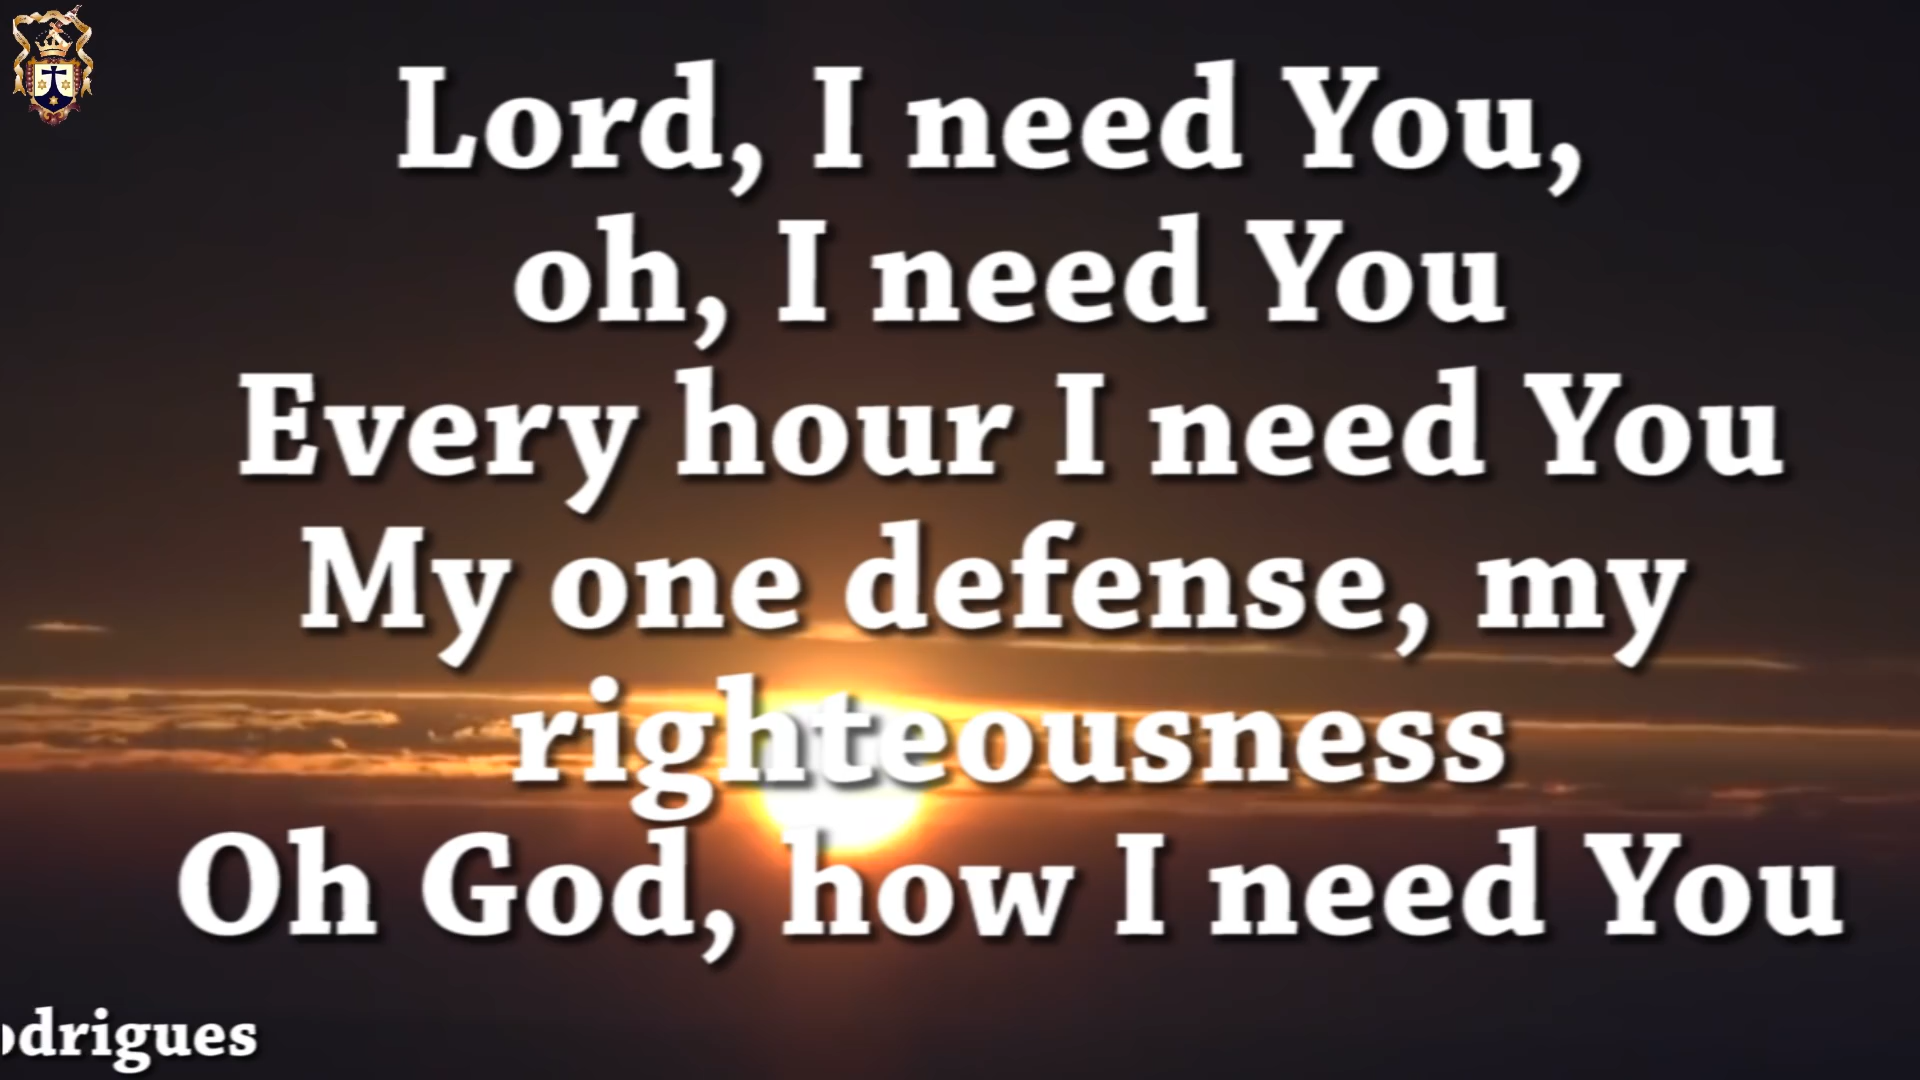 Lord, I need You,
oh, I need You
Every hour I need You
My one defense, my
righteousness
Oh God, how I need You
odrigues